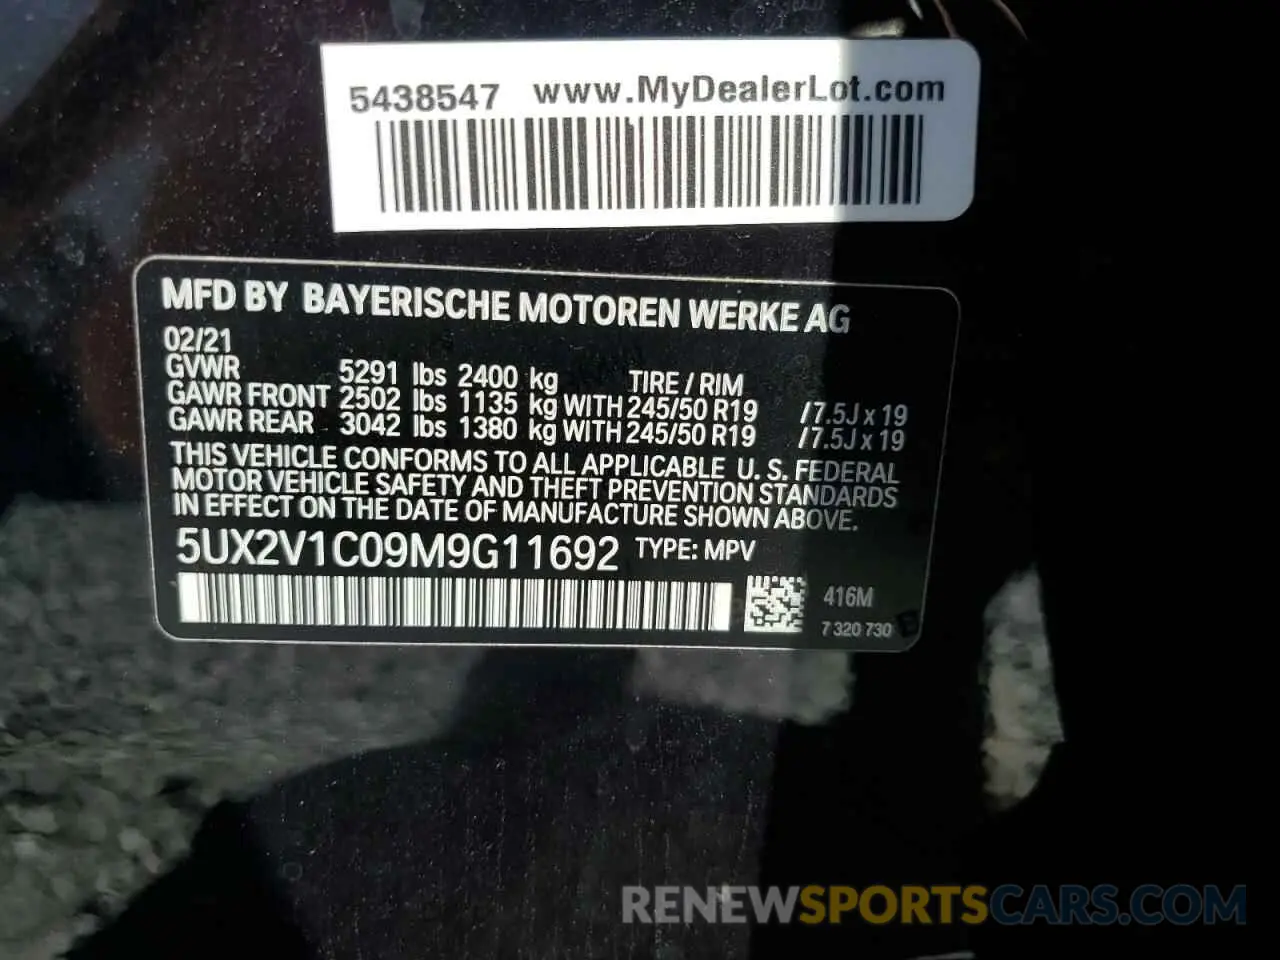 5438547 www.MyDealerLot.com
MFD BY BAYERISCHE MOTOREN WERKE AG
02/21
GVWR 5291 lbs 2400 kg TIRE / RIM
GAWR FRONT 2502 lbs 1135 kg WITH 245/50 R19 /7.5J x 19
GAWR REAR 3042 lbs 1380 kg WITH 245/50 R19 /7.5J x 19
THIS VEHICLE CONFORMS TO ALL APPLICABLE U. S. FEDERAL
MOTOR VEHICLE SAFETY AND THEFT PREVENTION STANDARDS
IN EFFECT ON THE DATE OF MANUFACTURE SHOWN ABOVE.
5UX2V1C09M9G11692 TYPE: MPV
416M
7 320 730
RENEWSPORTSCARS.COM